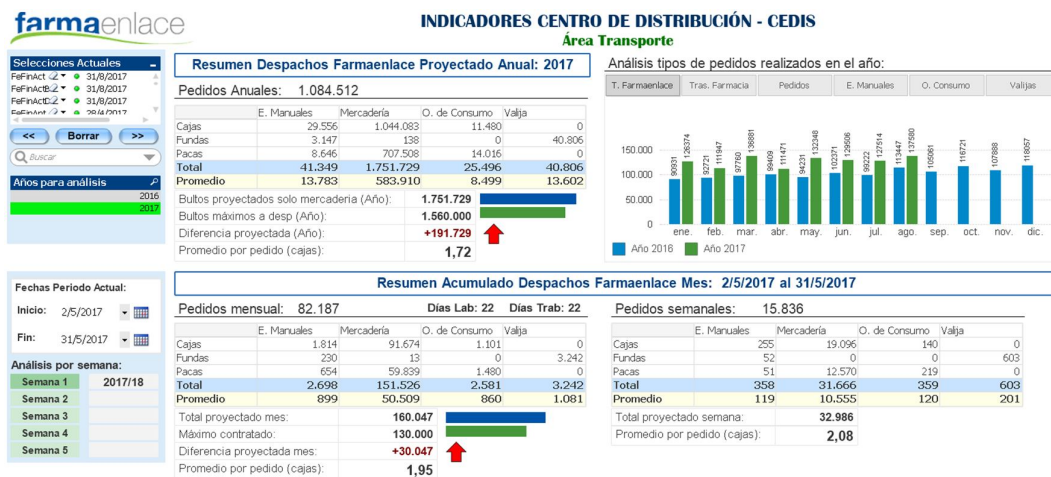 farmaenlace
INDICADORES CENTRO DE DISTRIBUCIÓN - CEDIS
Área Transporte
Selecciones Actuales
FeFinAct 31/8/2017
FeFinActB 31/8/2017
31/8/2017
28/4/2017
<< Borrar >>
Buscar
Años para análisis
2016
2017
Resumen Despachos Farmaenlace Proyectado Anual: 2017
Pedidos Anuales: 1.084.512
E. Manuales Mercadería O. de Consumo Valija
Cajas 29.556 1.044.083 11.480 0
Fundas 3.147 138 0 40.806
Pacas 8.646 707.508 14.016 0
Total 41.349 1.751.729 25.496 40.806
Promedio 13.783 583.910 8.499 13.602
Bultos proyectados solo mercaderia (Año): 1.751.729
Bultos máximos a desp (Año): 1.560.000
Diferencia proyectada (Año): +191.729
Promedio por pedido (cajas): 1,72
Análisis tipos de pedidos realizados en el año:
T. Farmaenlace Tras. Farmacia Pedidos E. Manuales O. Consumo Valijas
150.000
100.000
50.000
0
90931 126374 92721 111947 97760 136881 99409 111471 94231 132348 102371 129506 99222 127514 113447 137580 105061 116721 107888 118057
ene. feb. mar. abr. may. jun. jul. ago. sep. oct. nov. dic.
Año 2016 Año 2017
Resumen Acumulado Despachos Farmaenlace Mes: 2/5/2017 al 31/5/2017
Fechas Periodo Actual:
Inicio: 2/5/2017
Fin: 31/5/2017
Análisis por semana:
Semana 1 2017/18
Semana 2
Semana 3
Semana 4
Semana 5
Pedidos mensual: 82.187 Días Lab: 22 Días Trab: 22
E. Manuales Mercadería O. de Consumo Valija
Cajas 1.814 91.674 1.101 0
Fundas 230 13 0 3.242
Pacas 654 59.839 1.480 0
Total 2.698 151.526 2.581 3.242
Promedio 899 50.509 860 1.081
Total proyectado mes: 160.047
Máximo contratado: 130.000
Diferencia proyectada mes: +30.047
Promedio por pedido (cajas): 1,95
Pedidos semanales: 15.836
E. Manuales Mercadería O. de Consumo Valija
Cajas 255 19.096 140 0
Fundas 52 0 0 603
Pacas 51 12.570 219 0
Total 358 31.666 359 603
Promedio 119 10.555 120 201
Total proyectado semana: 32.986
Promedio por pedido (cajas): 2,08